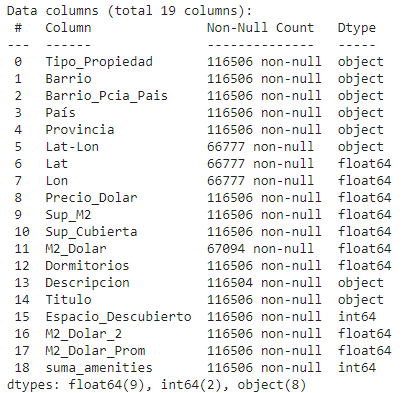 Data columns (total 19 columns):
 #   Column              Non-Null Count   Dtype
---  ------              --------------   -----
 0   Tipo_Propiedad      116506 non-null  object
 1   Barrio              116506 non-null  object
 2   Barrio_Pcia_Pais    116506 non-null  object
 3   País                116506 non-null  object
 4   Provincia           116506 non-null  object
 5   Lat-Lon             66777 non-null   object
 6   Lat                 66777 non-null   float64
 7   Lon                 66777 non-null   float64
 8   Precio_Dolar        116506 non-null  float64
 9   Sup_M2              116506 non-null  float64
 10  Sup_Cubierta        116506 non-null  float64
 11  M2_Dolar            67094 non-null   float64
 12  Dormitorios         116506 non-null  float64
 13  Descripcion         116504 non-null  object
 14  Titulo              116506 non-null  object
 15  Espacio_Descubierto 116506 non-null  int64
 16  M2_Dolar_2          116506 non-null  float64
 17  M2_Dolar_Prom       116506 non-null  float64
 18  suma_amenities      116506 non-null  int64
dtypes: float64(9), int64(2), object(8)